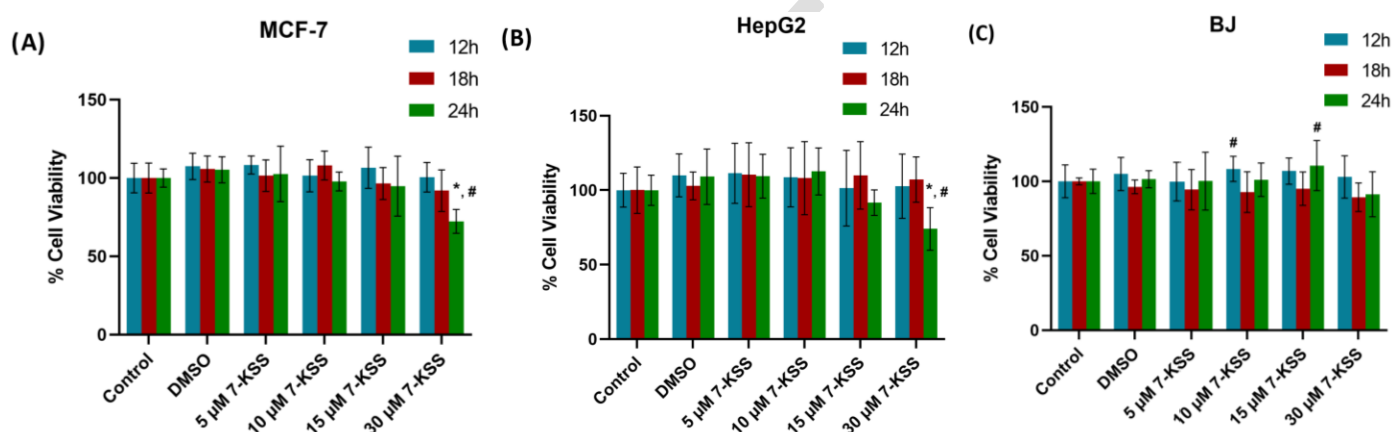 (A)
MCF-7
12h
18h
24h
% Cell Viability
150
100
50
0
*, #
Control
DMSO
5 µM 7-KSS
10 µM 7-KSS
15 µM 7-KSS
30 µM 7-KSS
(B)
HepG2
12h
18h
24h
% Cell Viability
150
100
50
0
*, #
Control
DMSO
5 µM 7-KSS
10 µM 7-KSS
15 µM 7-KSS
30 µM 7-KSS
(C)
BJ
12h
18h
24h
% Cell Viability
150
100
50
0
#
#
Control
DMSO
5 µM 7-KSS
10 µM 7-KSS
15 µM 7-KSS
30 µM 7-KSS